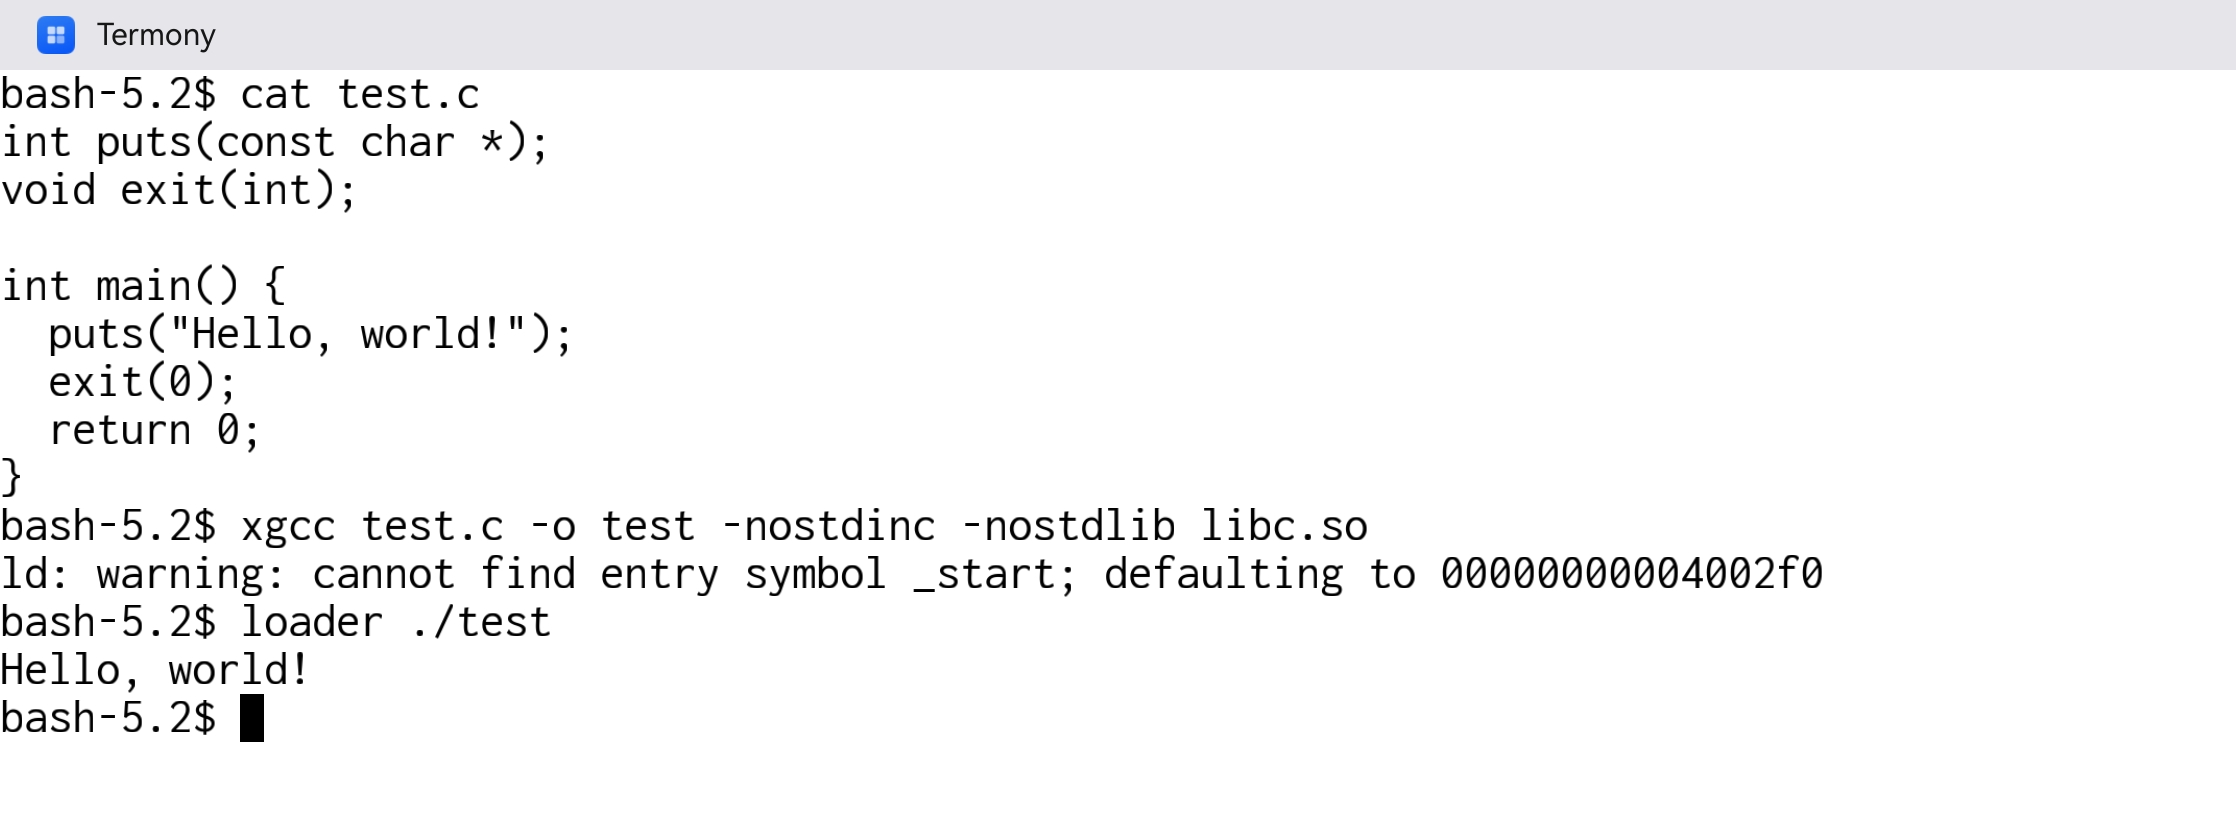 Termony
bash-5.2$ cat test.c
int puts(const char *);
void exit(int);

int main() {
  puts("Hello, world!");
  exit(0);
  return 0;
}
bash-5.2$ xgcc test.c -o test -nostdinc -nostdlib libc.so
ld: warning: cannot find entry symbol _start; defaulting to 00000000004002f0
bash-5.2$ loader ./test
Hello, world!
bash-5.2$